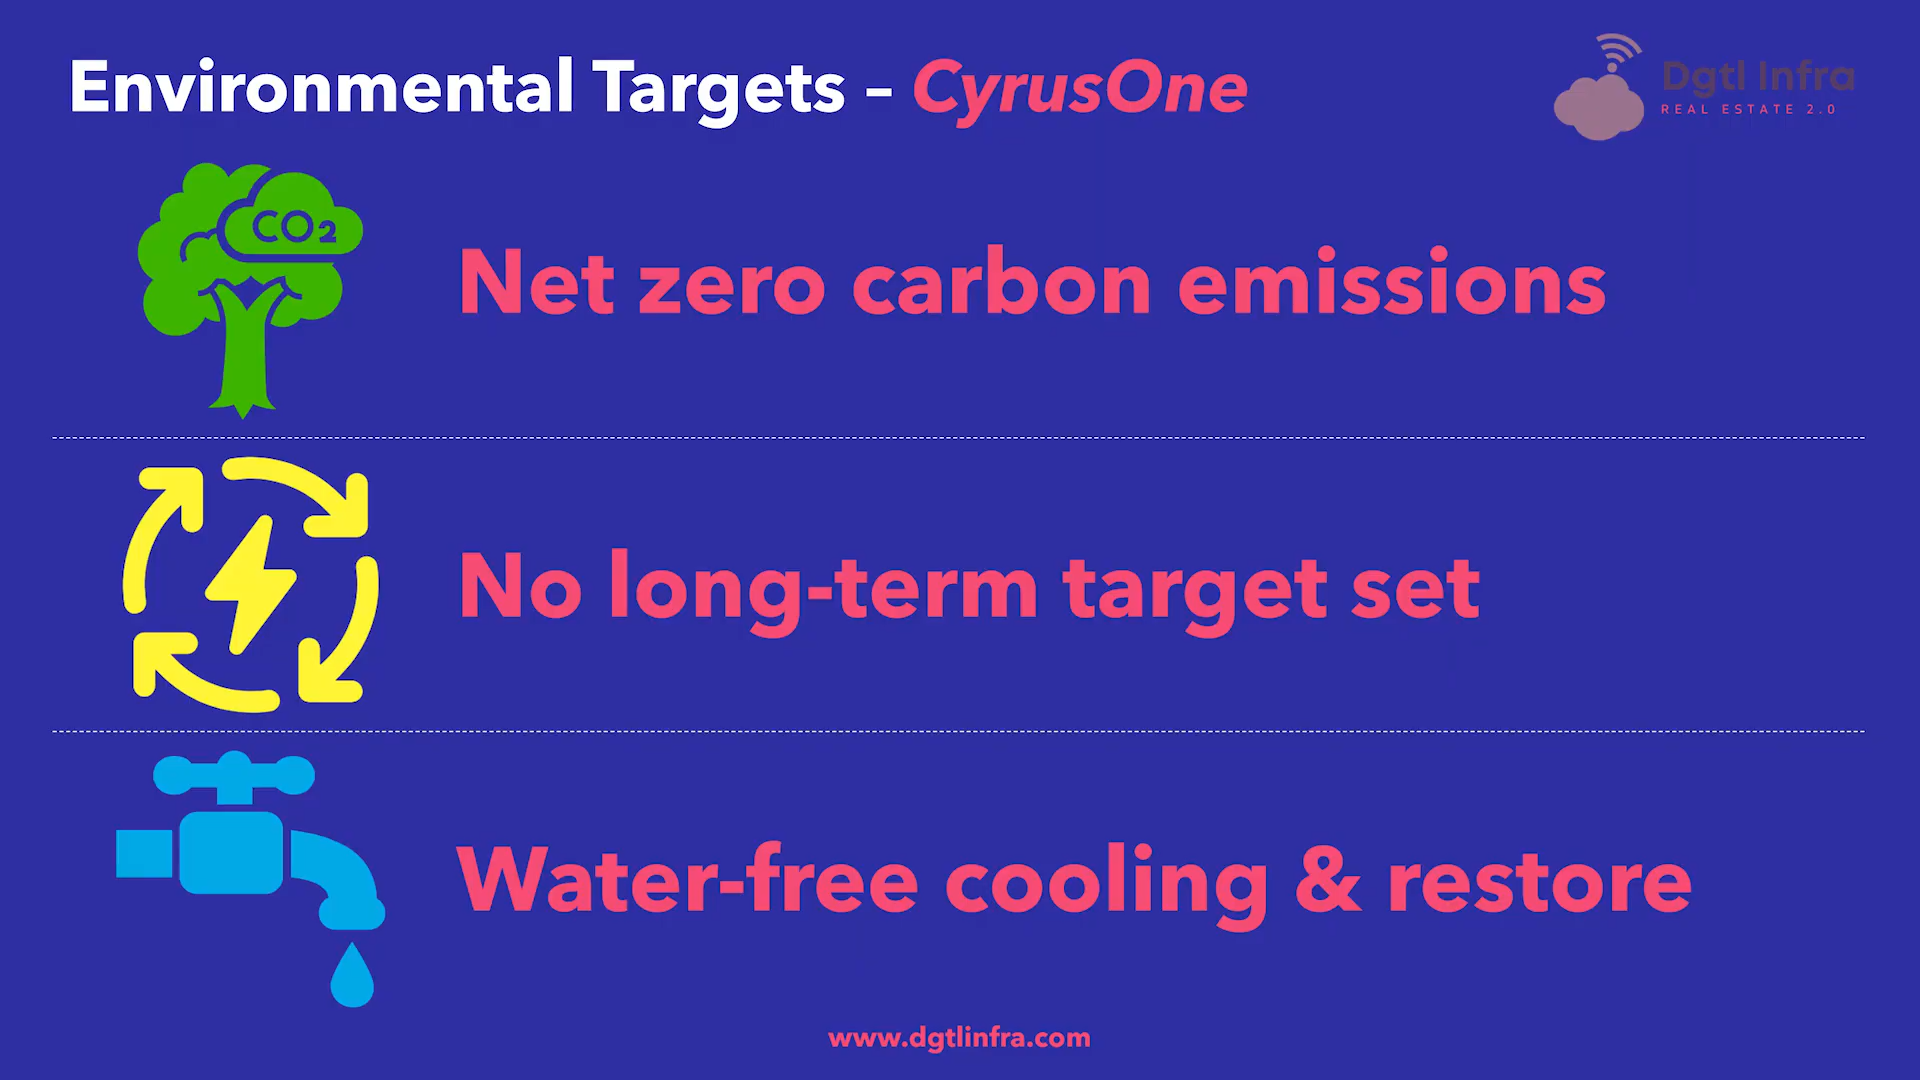 Environmental Targets – CyrusOne
Dgtl Infra
REAL ESTATE 2.0
CO2
Net zero carbon emissions
No long-term target set
Water-free cooling & restore
www.dgtlinfra.com